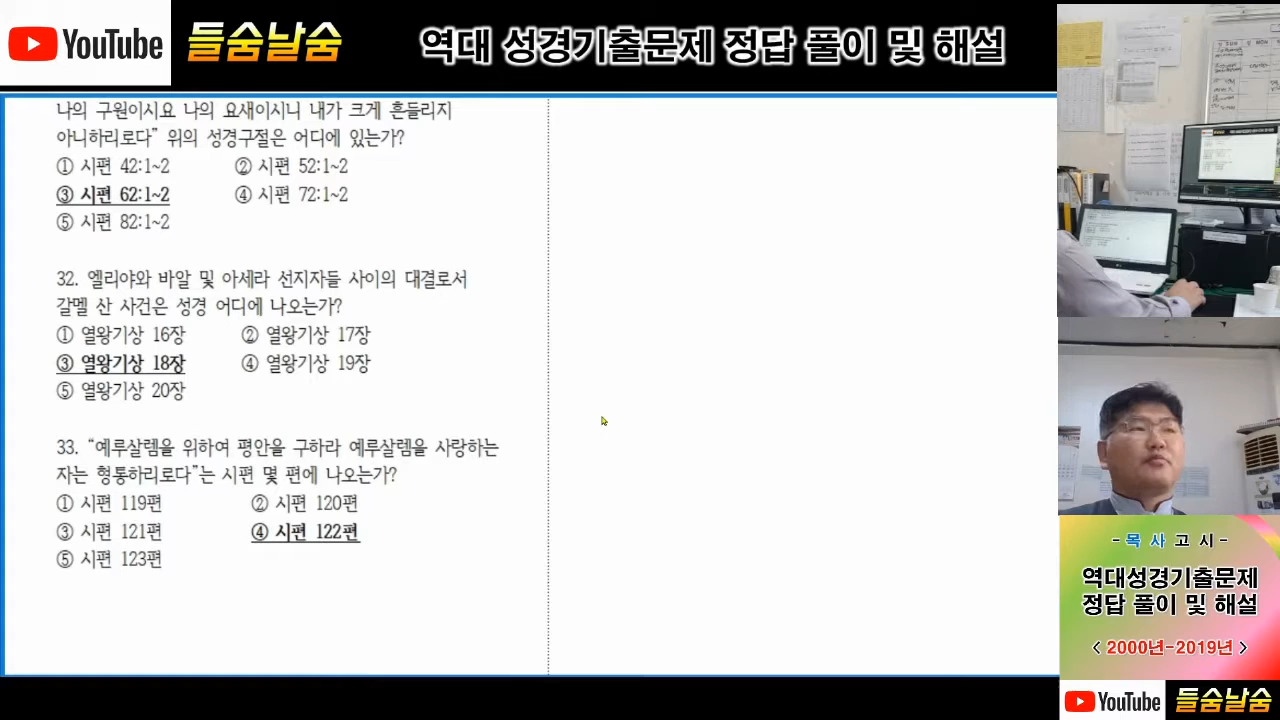 YouTube 들숨날숨 역대 성경기출문제 정답 풀이 및 해설
나의 구원이시요 나의 요새이시니 내가 크게 흔들리지
아니하리로다” 위의 성경구절은 어디에 있는가?
① 시편 42:1~2 ② 시편 52:1~2
③ 시편 62:1~2 ④ 시편 72:1~2
⑤ 시편 82:1~2
32. 엘리야와 바알 및 아세라 선지자들 사이의 대결로서
갈멜 산 사건은 성경 어디에 나오는가?
① 열왕기상 16장 ② 열왕기상 17장
③ 열왕기상 18장 ④ 열왕기상 19장
⑤ 열왕기상 20장
33. “예루살렘을 위하여 평안을 구하라 예루살렘을 사랑하는
자는 형통하리로다”는 시편 몇 편에 나오는가?
① 시편 119편 ② 시편 120편
③ 시편 121편 ④ 시편 122편
⑤ 시편 123편
- 목 사 고 시 -
역대성경기출문제
정답 풀이 및 해설
< 2000년-2019년 >
YouTube 들숨날숨